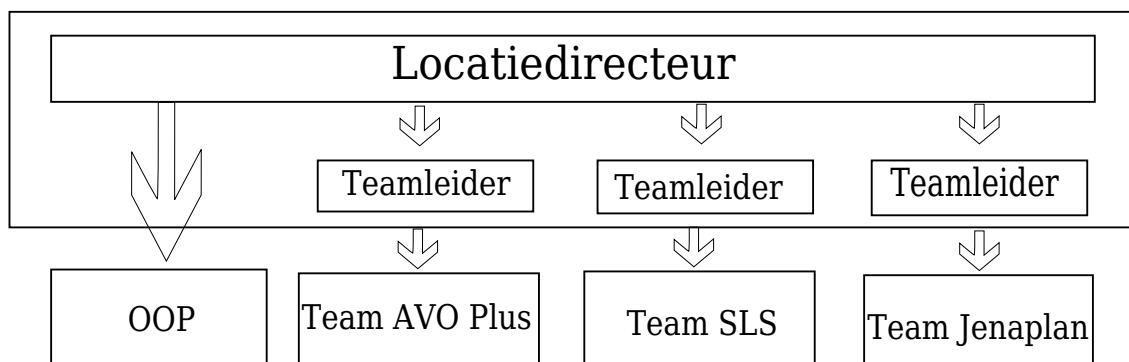 Locatiedirecteur
Teamleider
Teamleider
Teamleider
OOP
Team AVO Plus
Team SLS
Team Jenaplan